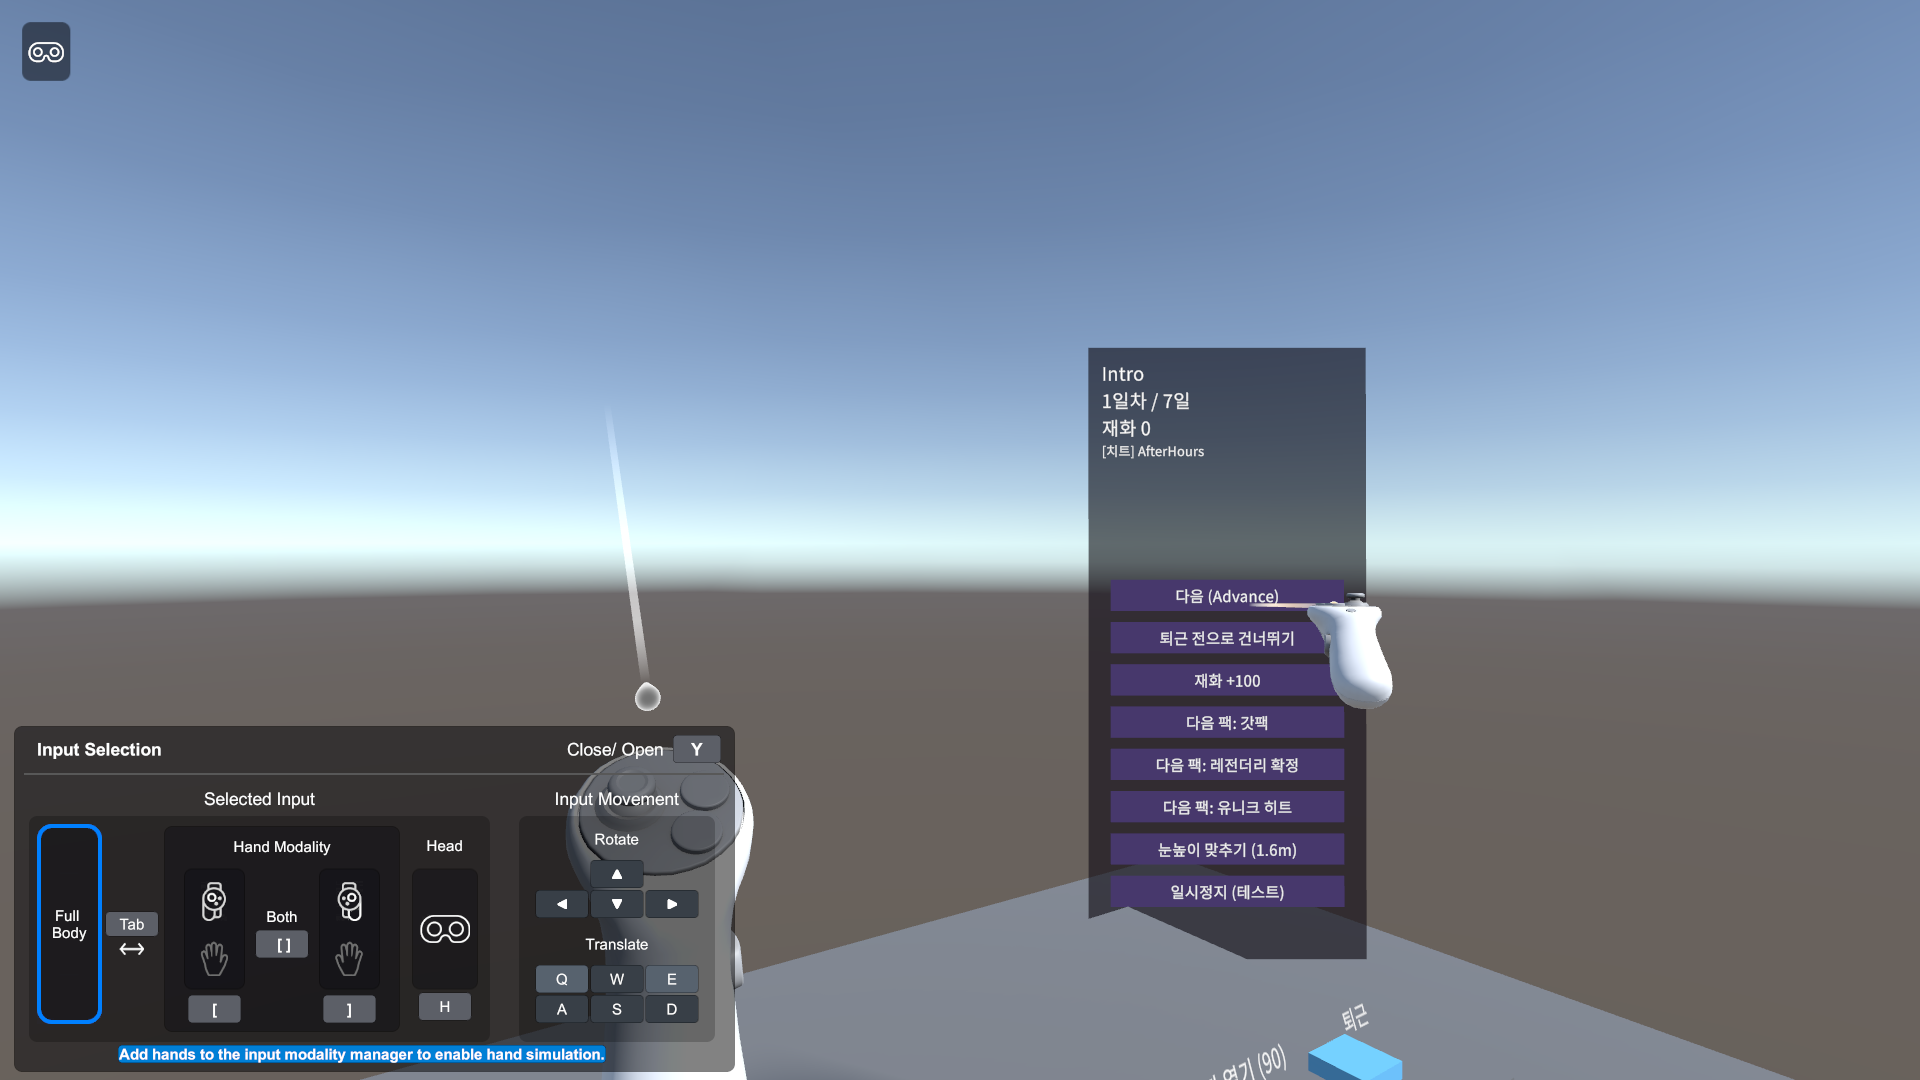 Intro
1일차 / 7일
재화 0
[치트] AfterHours
다음 (Advance)
퇴근 전으로 건너뛰기
재화 +100
다음 팩: 갓팩
다음 팩: 레전더리 확정
다음 팩: 유니크 히트
눈높이 맞추기 (1.6m)
일시정지 (테스트)
퇴근
열기 (90)
Input Selection
Close/ Open Y
Selected Input
Input Movement
Full
Body
Tab
Hand Modality
Both
[ ]
[
]
Head
H
Rotate
Translate
Q W E
A S D
Add hands to the input modality manager to enable hand simulation.